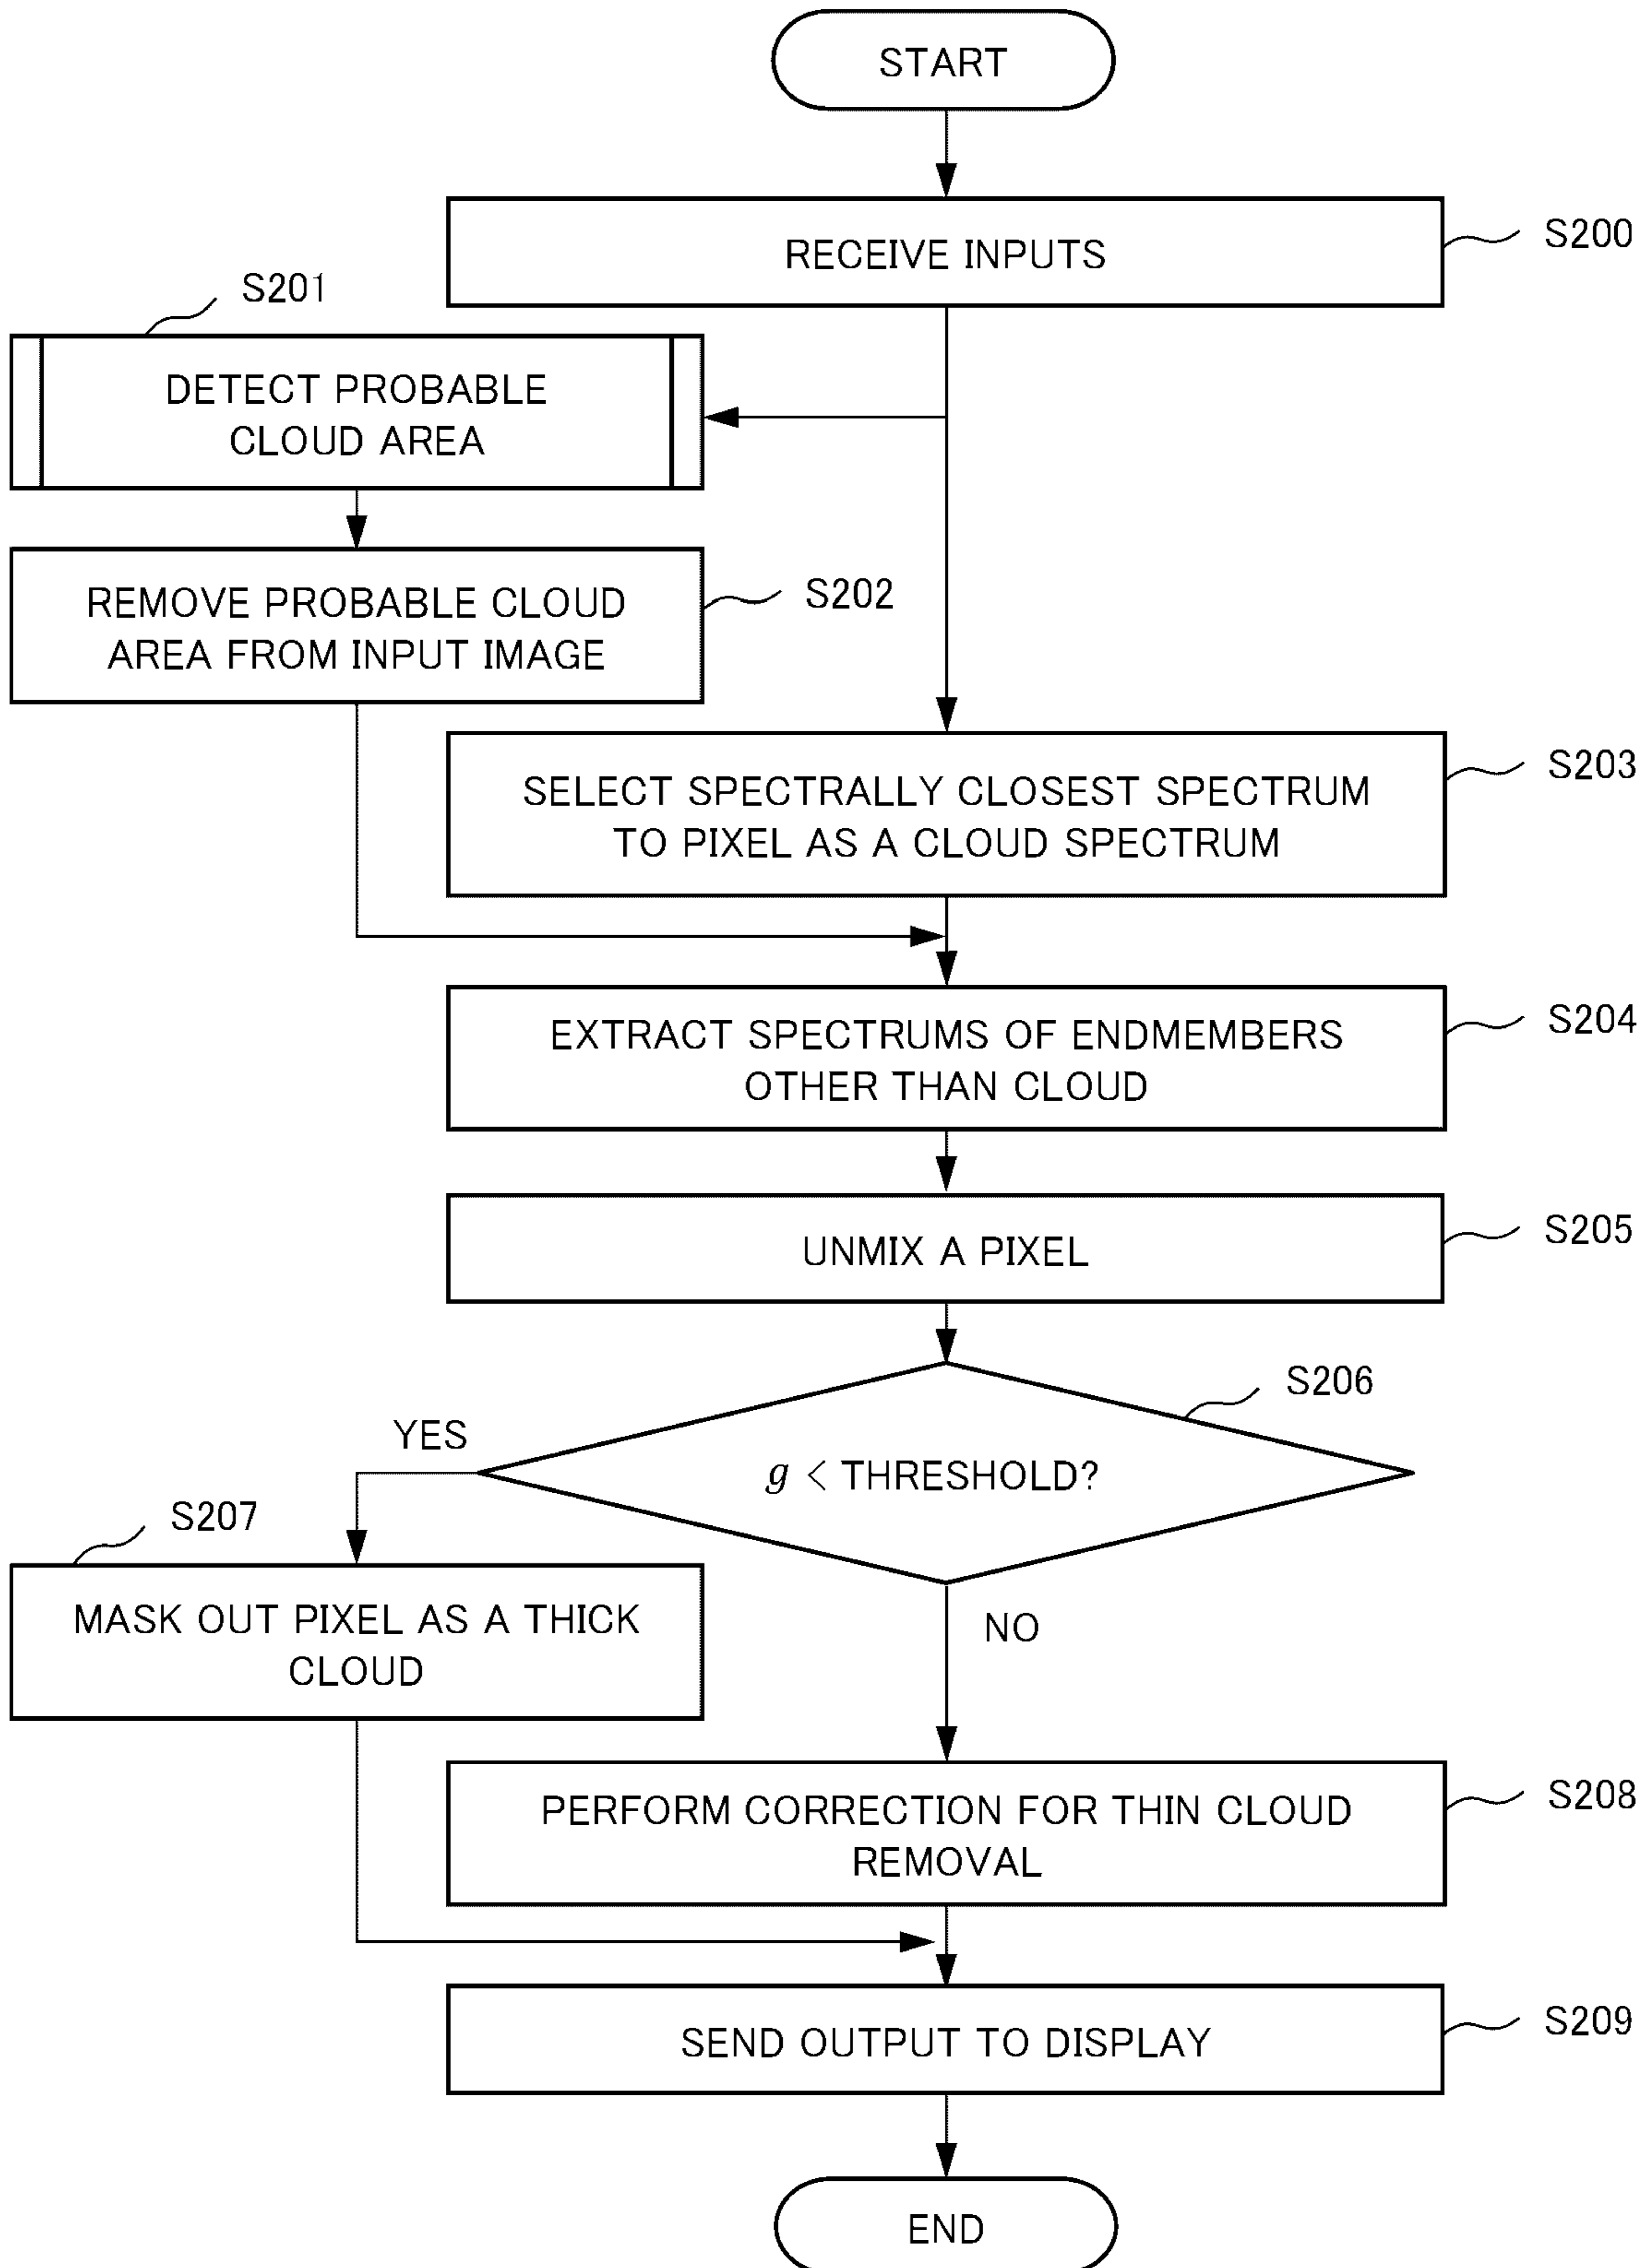 START
RECEIVE INPUTS
S200
S201
DETECT PROBABLE
CLOUD AREA
REMOVE PROBABLE CLOUD
AREA FROM INPUT IMAGE
S202
SELECT SPECTRALLY CLOSEST SPECTRUM
TO PIXEL AS A CLOUD SPECTRUM
S203
EXTRACT SPECTRUMS OF ENDMEMBERS
OTHER THAN CLOUD
S204
UNMIX A PIXEL
S205
S206
g < THRESHOLD?
YES
NO
S207
MASK OUT PIXEL AS A THICK
CLOUD
PERFORM CORRECTION FOR THIN CLOUD
REMOVAL
S208
SEND OUTPUT TO DISPLAY
S209
END